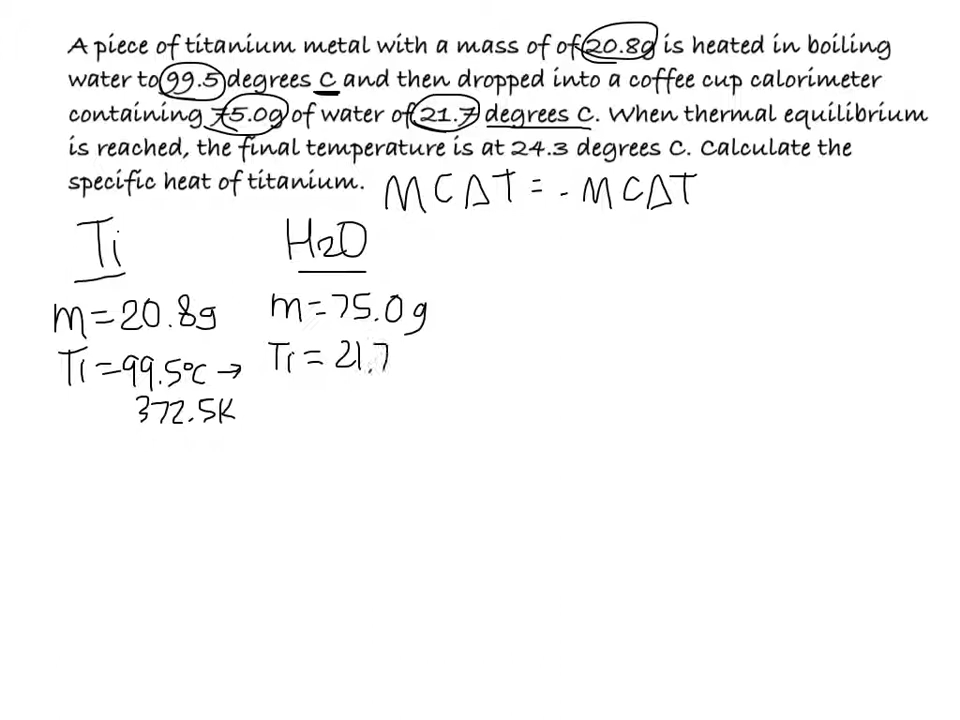 A piece of titanium metal with a mass of of 20.8g is heated in boiling
water to 99.5 degrees C and then dropped into a coffee cup calorimeter
containing 75.0g of water of 21.7 degrees C. When thermal equilibrium
is reached, the final temperature is at 24.3 degrees C. Calculate the
specific heat of titanium. MCΔT = - MCΔT
Ti H2O
m=20.8g m=75.0g
Ti=99.5°C → Ti = 21.7
372.5K